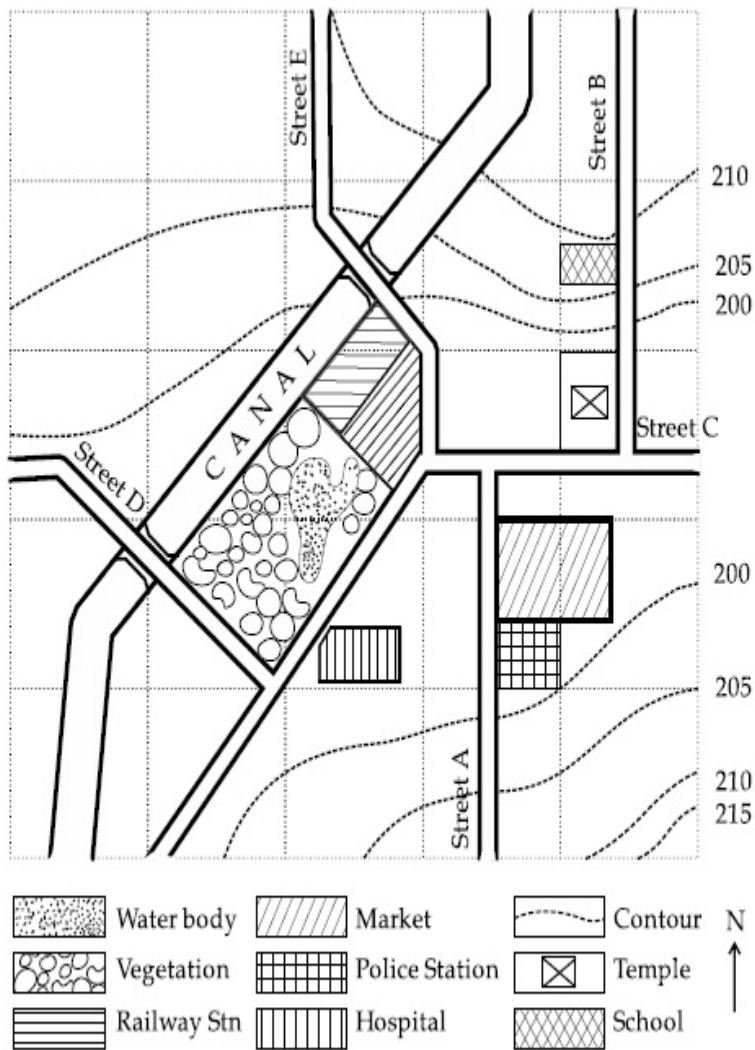 Street E
Street B
210
205
200
CANAL
Street C
Street D
200
205
210
215
Street A
Water body
Market
Contour
N
Vegetation
Police Station
Temple
Railway Stn
Hospital
School